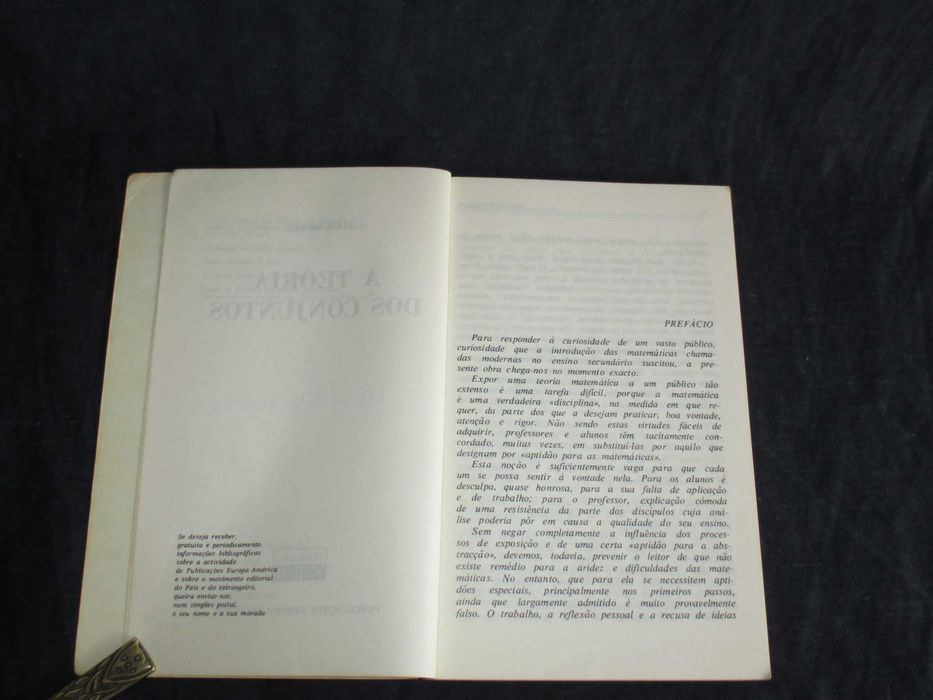 Se deseja receber,
gratuita e periodicamente,
informações bibliográficas
sobre a actividade
de Publicações Europa-América
e sobre o movimento editorial
do País e do estrangeiro,
queira enviar-nos,
num simples postal,
o seu nome e a sua morada
A TEORIA
DOS CONJUNTOS
PREFÁCIO
Para responder à curiosidade de um vasto público,
curiosidade que a introdução das matemáticas chama-
das modernas no ensino secundário suscitou, a pre-
sente obra chega-nos no momento exacto.
Expor uma teoria matemática a um público tão
extenso é uma tarefa difícil, porque a matemática
é uma verdadeira «disciplina», na medida em que re-
quer, da parte dos que a desejam praticar, boa vontade,
atenção e rigor. Não sendo estas virtudes fáceis de
adquirir, professores e alunos têm tacitamente con-
cordado, muitas vezes, em substituí-las por aquilo que
designam por «aptidão para as matemáticas».
Esta noção é suficientemente vaga para que cada
um se possa sentir à vontade nela. Para os alunos é
desculpa, quase honrosa, para a sua falta de aplicação
e de trabalho; para o professor, explicação cómoda
de uma resistência da parte dos discípulos cuja aná-
lise poderia pôr em causa a qualidade do seu ensino.
Sem negar completamente a influência dos proces-
sos de exposição e de uma certa «aptidão para a abs-
tracção», devemos, todavia, prevenir o leitor de que não
existe remédio para a aridez e dificuldades das mate-
máticas. No entanto, que para ela se necessitem apti-
dões especiais, principalmente nos primeiros passos,
ainda que largamente admitido é muito provavelmente
falso. O trabalho, a reflexão pessoal e a recusa de ideias